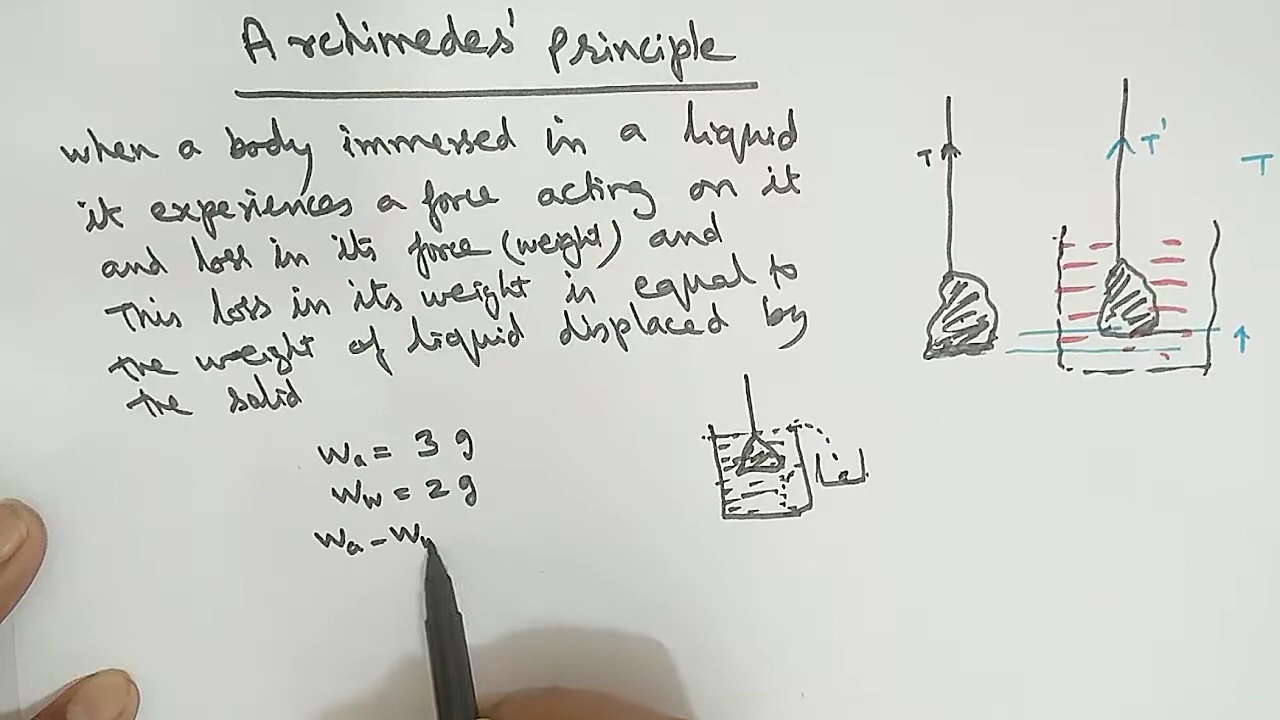 Archimedes' principle
when a body immersed in a liquid
it experiences a force acting on it
and loss in its force (weight) and
This loss in its weight is equal to
the weight of liquid displaced by
the solid
Wa = 3 g
Ww = 2 g
Wa - Ww
T
T'
T